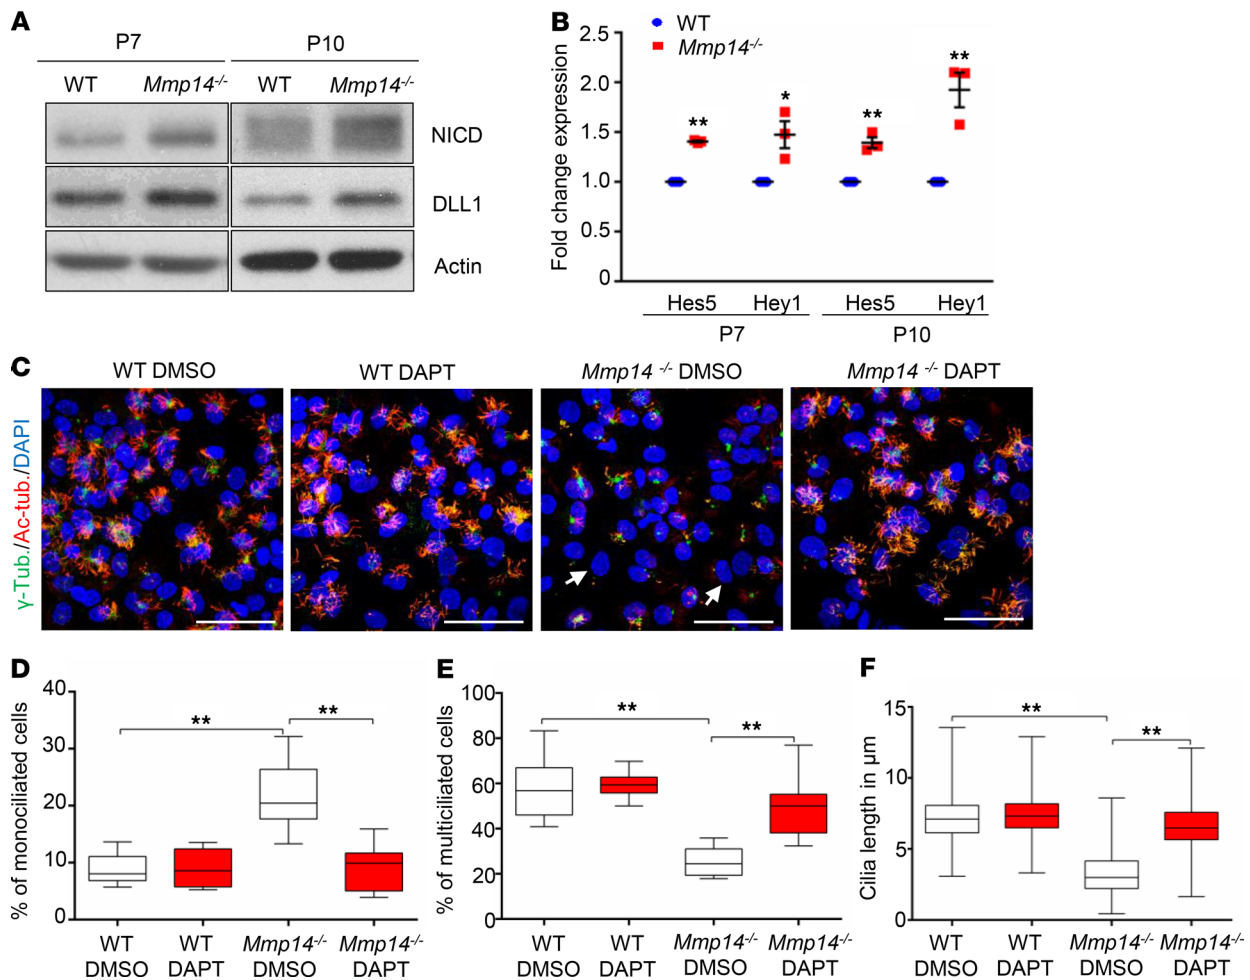 A
P7 P10
WT Mmp14-/- WT Mmp14-/-
NICD
DLL1
Actin
B
WT
Mmp14-/-
Fold change expression
2.5
2.0
1.5
1.0
0.5
0
** * ** **
Hes5 Hey1 Hes5 Hey1
P7 P10
C
WT DMSO WT DAPT Mmp14 -/- DMSO Mmp14 -/- DAPT
γ-Tub./Ac-tub./DAPI
D
% of monociliated cells
40
30
20
10
0
** **
WT DMSO
WT DAPT
Mmp14-/- DMSO
Mmp14-/- DAPT
E
% of multiciliated cells
100
80
60
40
20
0
** **
WT DMSO
WT DAPT
Mmp14-/- DMSO
Mmp14-/- DAPT
F
Cilia length in µm
15
10
5
0
** **
WT DMSO
WT DAPT
Mmp14-/- DMSO
Mmp14-/- DAPT